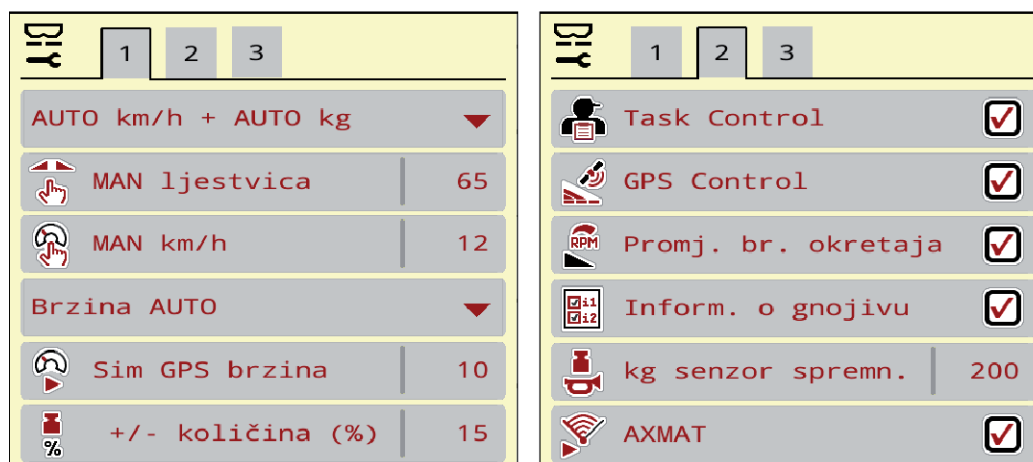 1 2 3
AUTO km/h + AUTO kg
MAN ljestvica 65
MAN km/h 12
Brzina AUTO
Sim GPS brzina 10
% +/- količina (%) 15
1 2 3
Task Control
GPS Control
RPM Promj. br. okretaja
i1
i2
Inform. o gnojivu
kg senzor spremn. 200
AXMAT